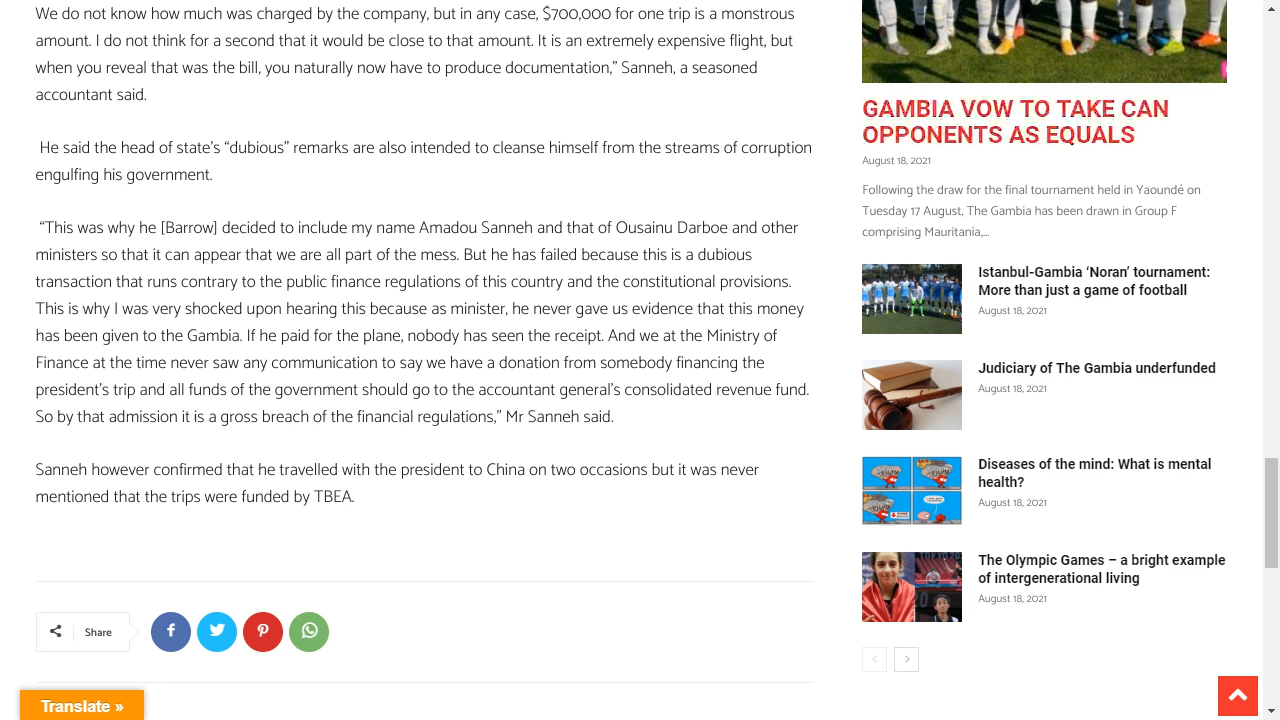 We do not know how much was charged by the company, but in any case, $700,000 for one trip is a monstrous
amount. I do not think for a second that it would be close to that amount. It is an extremely expensive flight, but
when you reveal that was the bill, you naturally now have to produce documentation,” Sanneh, a seasoned
accountant said.
He said the head of state’s “dubious” remarks are also intended to cleanse himself from the streams of corruption
engulfing his government.
“This was why he [Barrow] decided to include my name Amadou Sanneh and that of Ousainu Darboe and other
ministers so that it can appear that we are all part of the mess. But he has failed because this is a dubious
transaction that runs contrary to the public finance regulations of this country and the constitutional provisions.
This is why I was very shocked upon hearing this because as minister, he never gave us evidence that this money
has been given to the Gambia. If he paid for the plane, nobody has seen the receipt. And we at the Ministry of
Finance at the time never saw any communication to say we have a donation from somebody financing the
president’s trip and all funds of the government should go to the accountant general’s consolidated revenue fund.
So by that admission it is a gross breach of the financial regulations,” Mr Sanneh said.
Sanneh however confirmed that he travelled with the president to China on two occasions but it was never
mentioned that the trips were funded by TBEA.
Share
Translate »
GAMBIA VOW TO TAKE CAN
OPPONENTS AS EQUALS
August 18, 2021
Following the draw for the final tournament held in Yaoundé on
Tuesday 17 August, The Gambia has been drawn in Group F
comprising Mauritania,...
Istanbul-Gambia ‘Noran’ tournament:
More than just a game of football
August 18, 2021
Judiciary of The Gambia underfunded
August 18, 2021
Diseases of the mind: What is mental
health?
August 18, 2021
The Olympic Games – a bright example
of intergenerational living
August 18, 2021